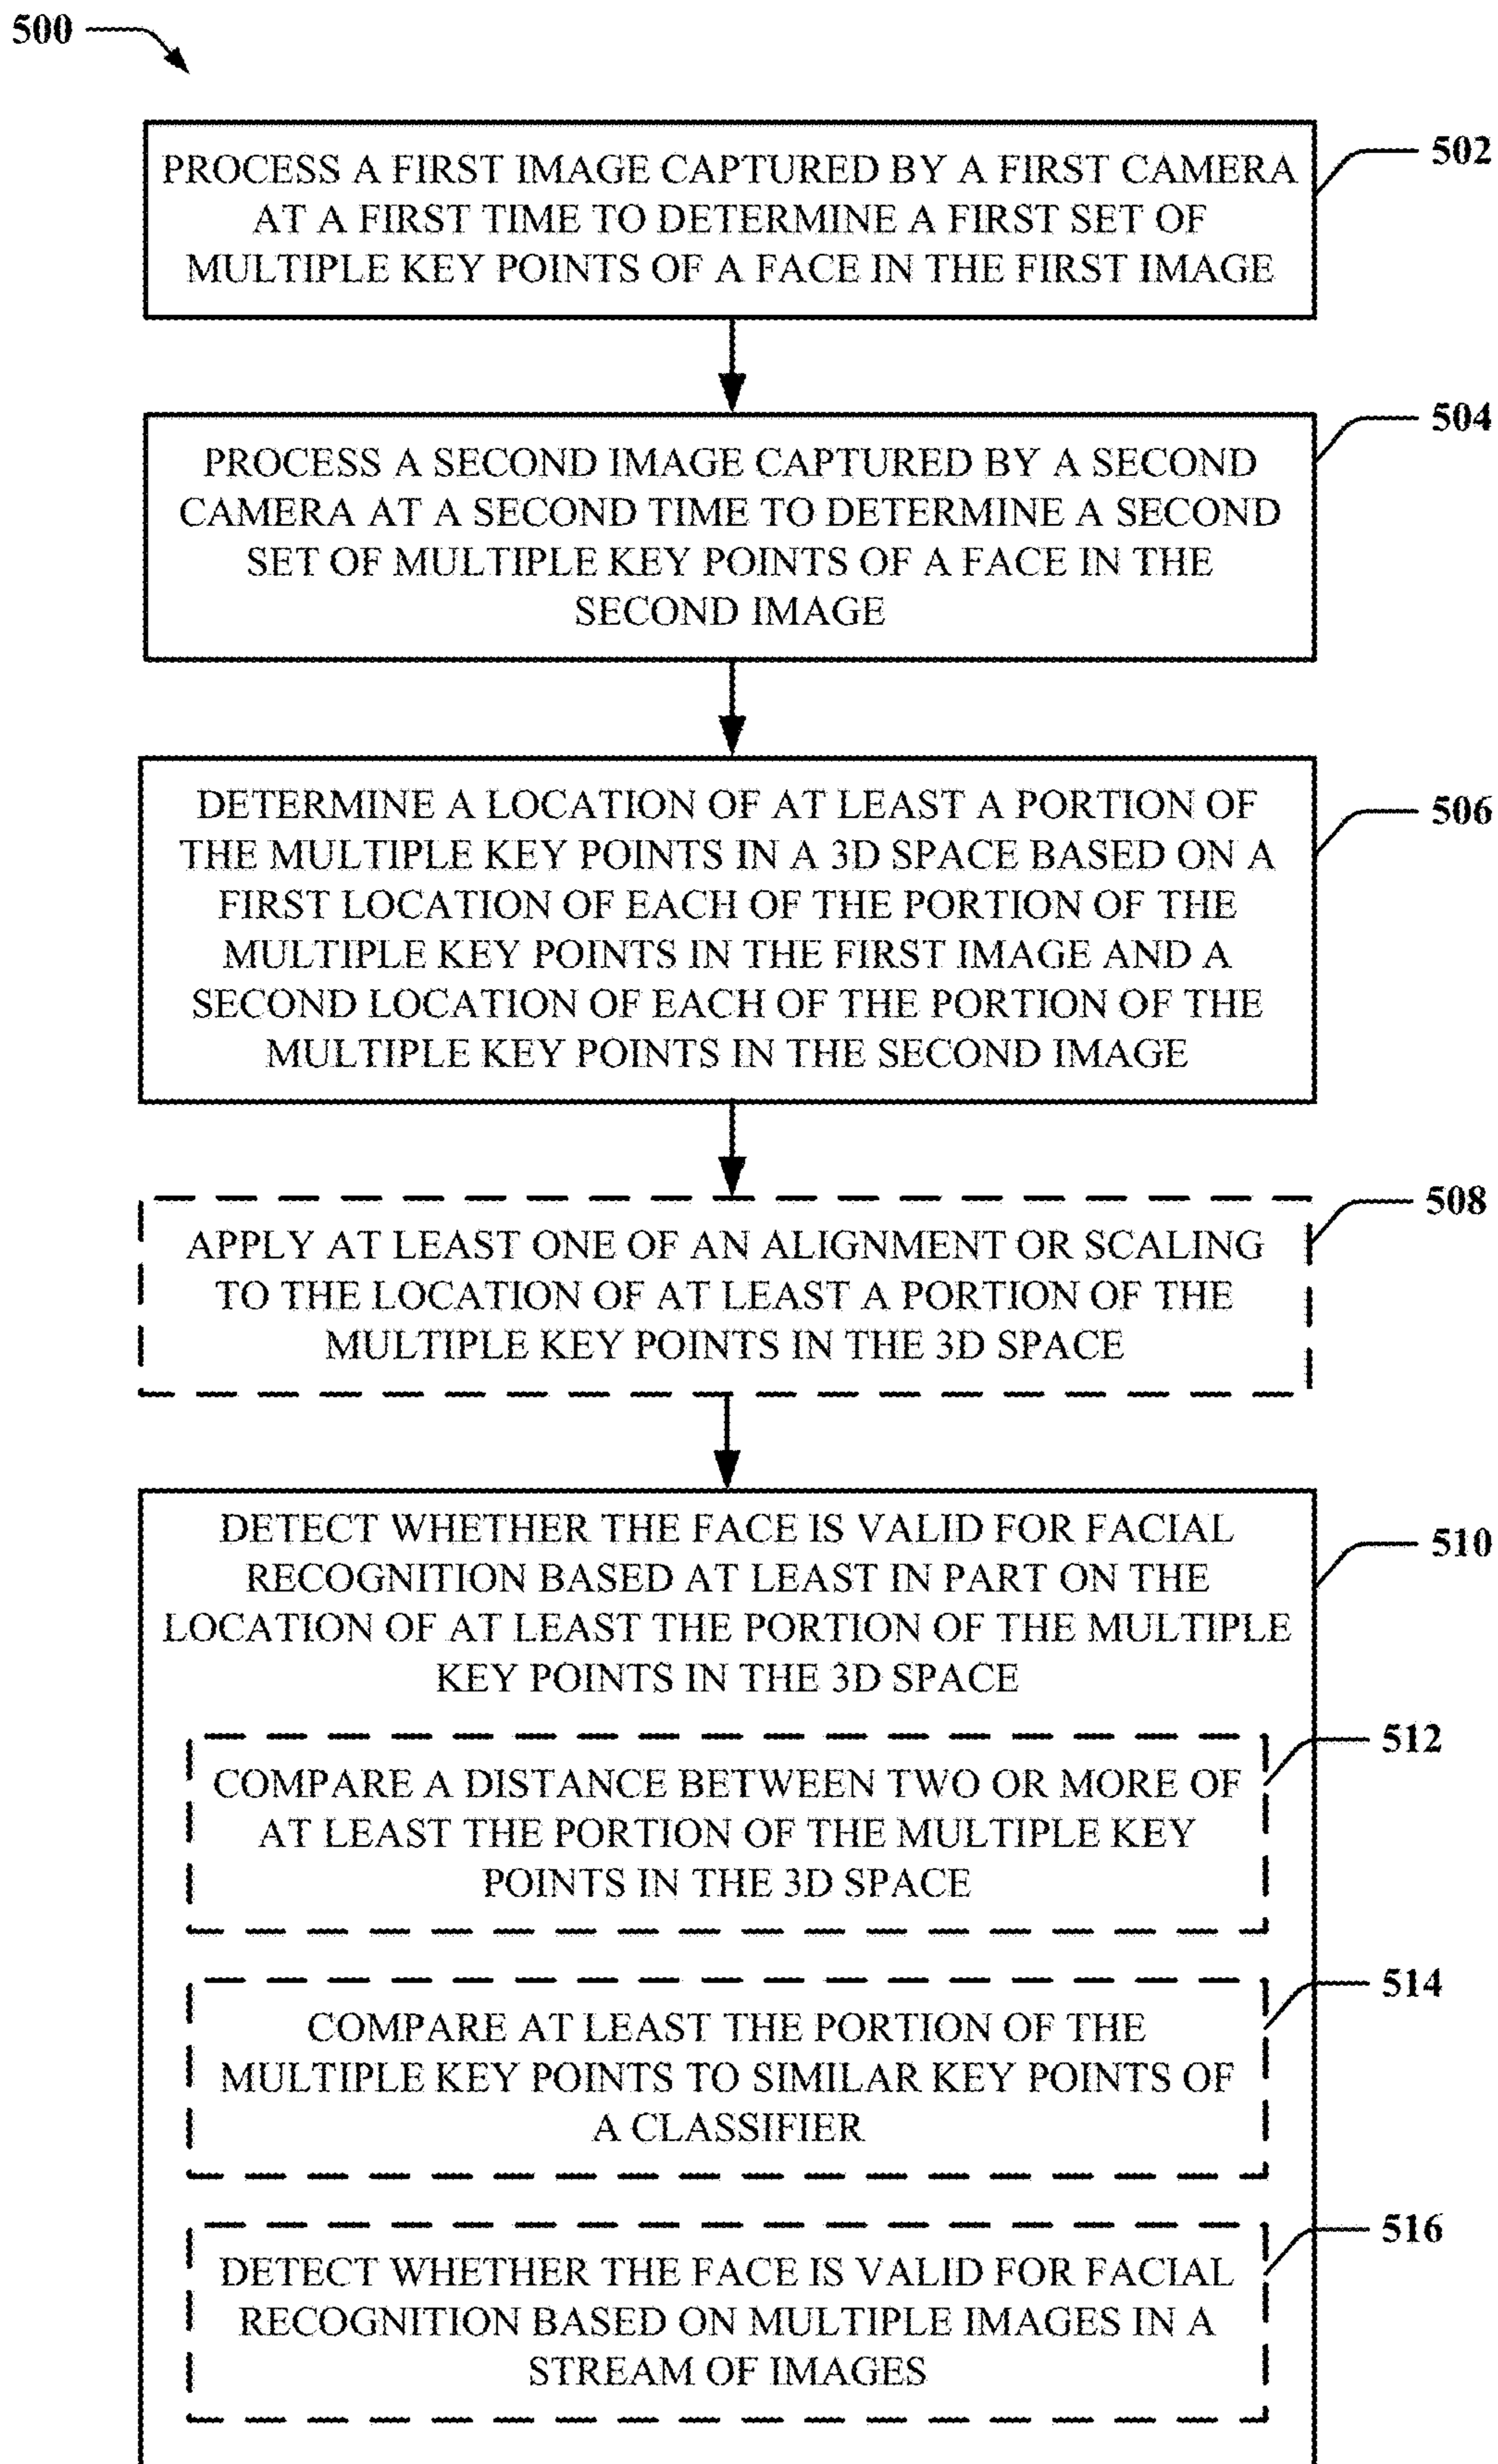 500
PROCESS A FIRST IMAGE CAPTURED BY A FIRST CAMERA
AT A FIRST TIME TO DETERMINE A FIRST SET OF
MULTIPLE KEY POINTS OF A FACE IN THE FIRST IMAGE
502
PROCESS A SECOND IMAGE CAPTURED BY A SECOND
CAMERA AT A SECOND TIME TO DETERMINE A SECOND
SET OF MULTIPLE KEY POINTS OF A FACE IN THE
SECOND IMAGE
504
DETERMINE A LOCATION OF AT LEAST A PORTION OF
THE MULTIPLE KEY POINTS IN A 3D SPACE BASED ON A
FIRST LOCATION OF EACH OF THE PORTION OF THE
MULTIPLE KEY POINTS IN THE FIRST IMAGE AND A
SECOND LOCATION OF EACH OF THE PORTION OF THE
MULTIPLE KEY POINTS IN THE SECOND IMAGE
506
APPLY AT LEAST ONE OF AN ALIGNMENT OR SCALING
TO THE LOCATION OF AT LEAST A PORTION OF THE
MULTIPLE KEY POINTS IN THE 3D SPACE
508
DETECT WHETHER THE FACE IS VALID FOR FACIAL
RECOGNITION BASED AT LEAST IN PART ON THE
LOCATION OF AT LEAST THE PORTION OF THE MULTIPLE
KEY POINTS IN THE 3D SPACE
510
COMPARE A DISTANCE BETWEEN TWO OR MORE OF
AT LEAST THE PORTION OF THE MULTIPLE KEY
POINTS IN THE 3D SPACE
512
COMPARE AT LEAST THE PORTION OF THE
MULTIPLE KEY POINTS TO SIMILAR KEY POINTS OF
A CLASSIFIER
514
DETECT WHETHER THE FACE IS VALID FOR FACIAL
RECOGNITION BASED ON MULTIPLE IMAGES IN A
STREAM OF IMAGES
516